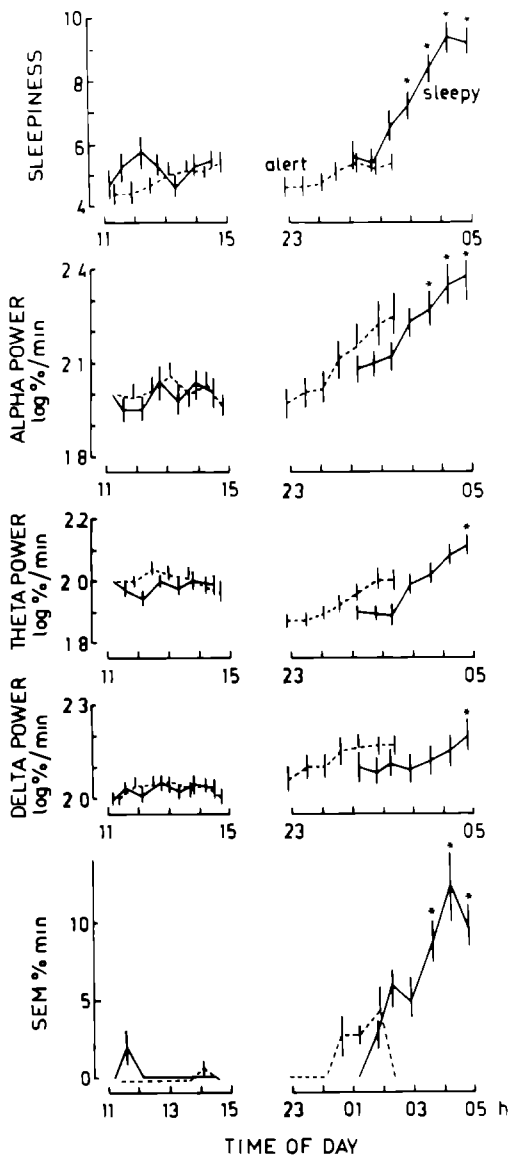 SLEEPINESS
10
8
6
4
* * * * *
alert
sleepy
11 15 23 05
ALPHA POWER
log %/min
2 4
2 1
1 8
* * *
11 15 23 05
THETA POWER
log %/min
2 2
2 0
1 8
*
11 15 23 05
DELTA POWER
log %/min
2 3
2 0
*
11 15 23 05
SEM % min
10
5
0
* * *
11 13 15 23 01 03 05 h
TIME OF DAY